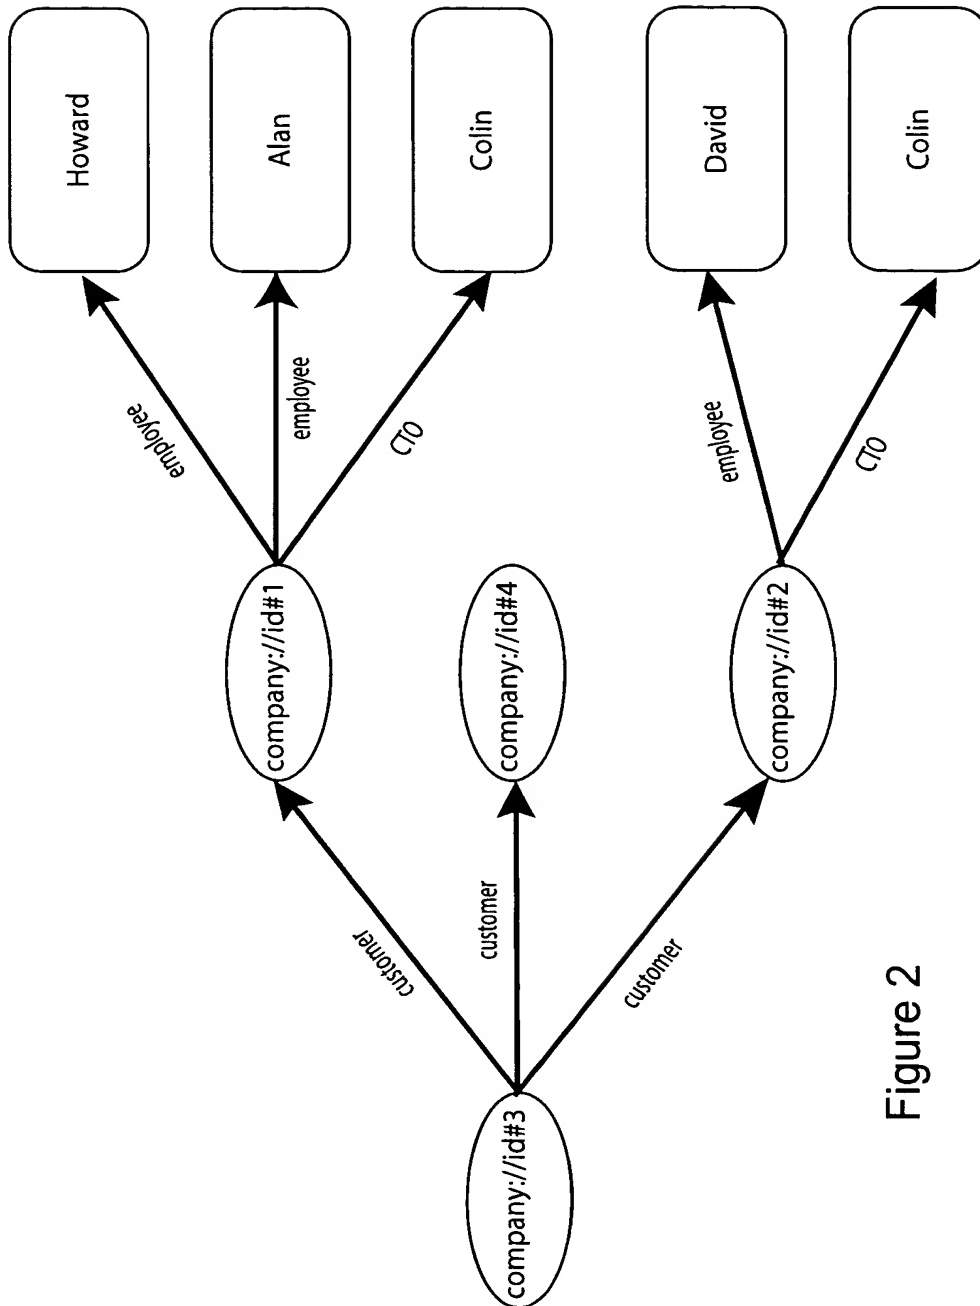 Howard
employee
company://id#1
employee
Alan
customer
CTO
Colin
company://id#3
customer
company://id#4
customer
employee
David
company://id#2
CTO
Colin
Figure 2